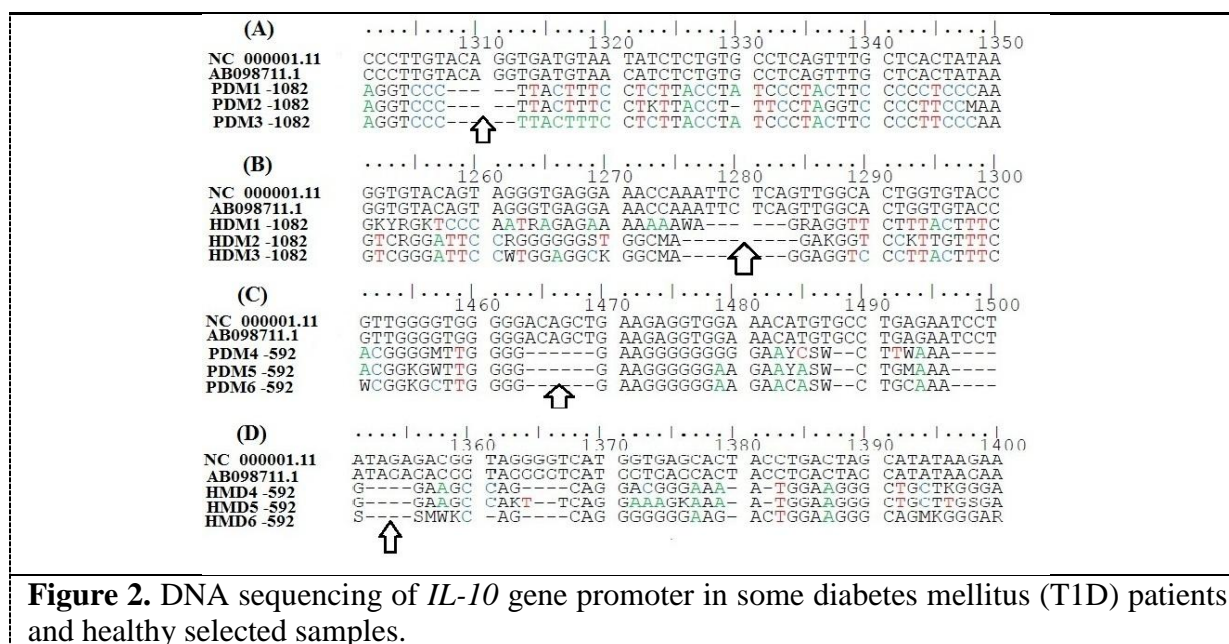 (A)
1310 1320 1330 1340 1350
NC 000001.11 CCCTTGTACA GGTGATGTAA TATCTCTGTG CCTCAGTTTG CTCACTATAA
AB098711.1 CCCTTGTACA GGTGATGTAA CATCTCTGTG CCTCAGTTTG CTCACTATAA
PDM1 -1082 AGGTCCC--- --TTACTTTC CTCTTACCTA TCCCTACTTC CCCCTCCCAA
PDM2 -1082 AGGTCCC--- --TTACTTTC CTKTTACCT- TTCCTAGGTC CCCTTCCMAA
PDM3 -1082 AGGTCCC--- ---TTACTTTC CTCTTACCTA TCCCTACTTC CCCTTCCCAA
(B)
1260 1270 1280 1290 1300
NC 000001.11 GGTGTACAGT AGGGTGAGGA AACCAAATTC TCAGTTGGCA CTGGTGTACC
AB098711.1 GGTGTACAGT AGGGTGAGGA AACCAAATTC TCAGTTGGCA CTGGTGTACC
HDM1 -1082 GKYRGKTCCC AATRAGAGAA AAAAAWA--- ---GRAGGTTC CTTTACTTTC
HDM2 -1082 GTCRGGATTC CRGGGGGGST GGCMA----- ----GAKGGT CCKTTGTTTC
HDM3 -1082 GTCGGGATTC CWTGGAGGCK GGCMA----- ---GGAGGTC CCTTACTTTC
(C)
1460 1470 1480 1490 1500
NC 000001.11 GTTGGGGTGG GGGACAGCTG AAGAGGTGGA AACATGTGCC TGAGAATCCT
AB098711.1 GTTGGGGTGG GGGACAGCTG AAGAGGTGGA AACATGTGCC TGAGAATCCT
PDM4 -592 ACGGGGMTTG GGG------G AAGGGGGGGG GAAYCSW--C TTWAAA----
PDM5 -592 ACGGKGWTTG GGG------G AAGGGGGGAA GAAYASW--C TGMAAA----
PDM6 -592 WCGGKGCTTG GGG------G AAGGGGGGAA GAACASW--C TGCAAA----
(D)
1360 1370 1380 1390 1400
NC 000001.11 ATAGAGACGG TAGGGGTCAT GGTGAGCACT ACCTGACTAG CATATAAGAA
AB098711.1 ATAGAGACGG TAGGGGTCAT GGTGAGCACT ACCTGACTAG CATATAAGAA
HMD4 -592 G----GAAGC CAG----CAG GACGGGAAA- A-TGGAAGGG CTGCTKGGGA
HMD5 -592 G----GAAGC CAKT--TCAG GAAAGKAAA- A-TGGAAGGG CTGCTTGSGA
HMD6 -592 S----SMWKC -AG----CAG GGGGGGAAG- ACTGGAAGGG CAGMKGGGAR
Figure 2. DNA sequencing of IL-10 gene promoter in some diabetes mellitus (T1D) patients
and healthy selected samples.